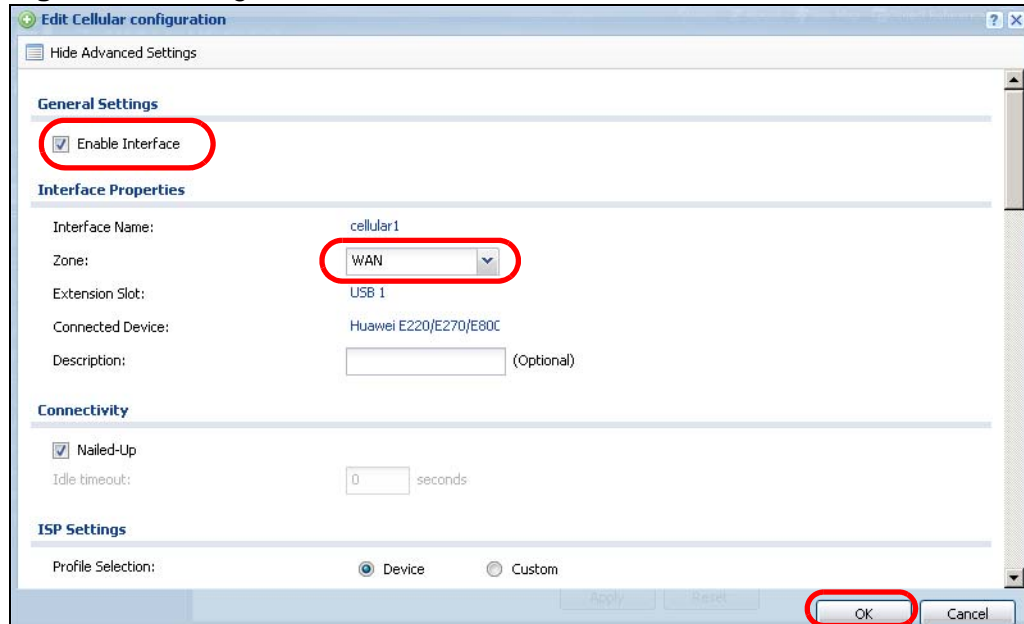 Edit Cellular configuration
Hide Advanced Settings
General Settings
Enable Interface
Interface Properties
Interface Name: cellular1
Zone: WAN
Extension Slot: USB 1
Connected Device: Huawei E220/E270/E80C
Description: (Optional)
Connectivity
Nailed-Up
Idle timeout: 0 seconds
ISP Settings
Profile Selection: Device Custom
Apply Reset
OK Cancel